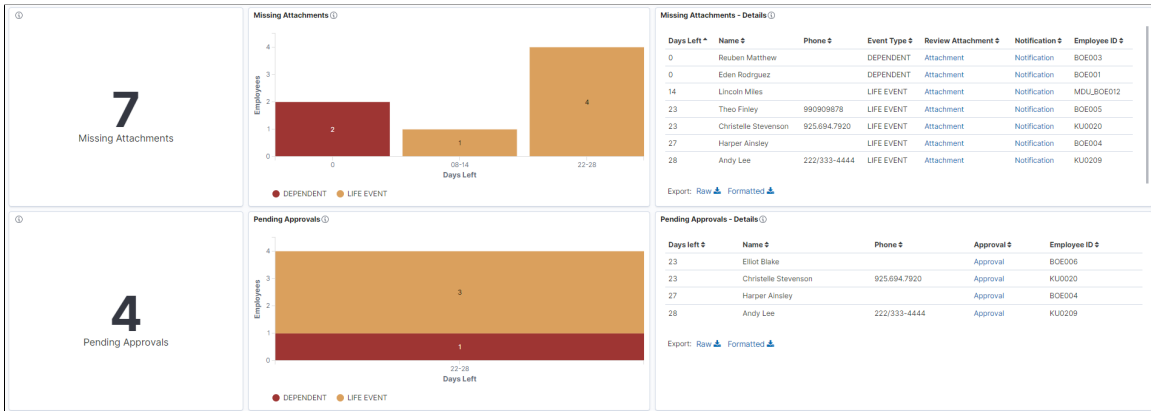 7
Missing Attachments
Missing Attachments
Employees
4
3
2
1
0
2
1
4
0 08-14 22-28
Days Left
DEPENDENT LIFE EVENT
Missing Attachments - Details
Days Left Name Phone Event Type Review Attachment Notification Employee ID
0 Reuben Matthew DEPENDENT Attachment Notification BOE003
0 Eden Rodrguez DEPENDENT Attachment Notification BOE001
14 Lincoln Miles LIFE EVENT Attachment Notification MDU_BOE012
23 Theo Finley 990909878 LIFE EVENT Attachment Notification BOE005
23 Christelle Stevenson 925.694.7920 LIFE EVENT Attachment Notification KU0020
27 Harper Ainsley LIFE EVENT Attachment Notification BOE004
28 Andy Lee 222/333-4444 LIFE EVENT Attachment Notification KU0209
Export: Raw Formatted
4
Pending Approvals
Pending Approvals
Employees
4
3
2
1
0
3
1
22-28
Days Left
DEPENDENT LIFE EVENT
Pending Approvals - Details
Days left Name Phone Approval Employee ID
23 Elliot Blake Approval BOE006
23 Christelle Stevenson 925.694.7920 Approval KU0020
27 Harper Ainsley Approval BOE004
28 Andy Lee 222/333-4444 Approval KU0209
Export: Raw Formatted